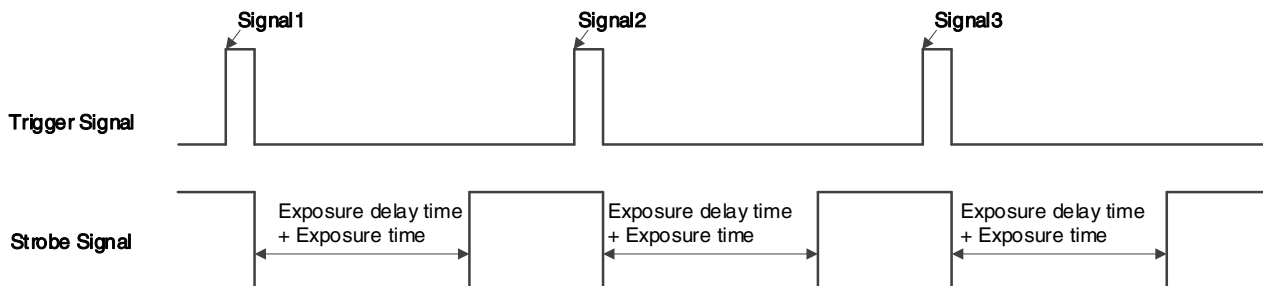 Signal1
Signal2
Signal3
Trigger Signal
Exposure delay time
+ Exposure time
Exposure delay time
+ Exposure time
Exposure delay time
+ Exposure time
Strobe Signal